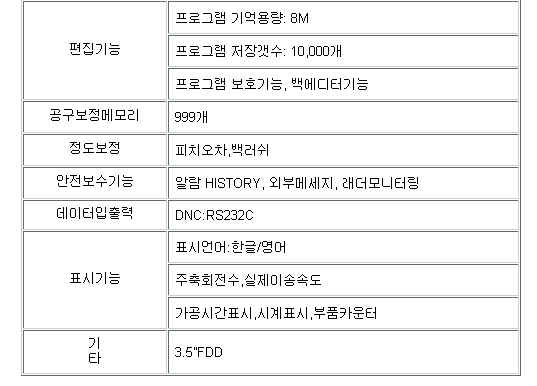 편집기능
프로그램 기억용량: 8M
프로그램 저장갯수: 10,000개
프로그램 보호기능, 백에디터기능
공구보정메모리
999개
정도보정
피치오차,백러쉬
안전보수기능
알람 HISTORY, 외부메세지, 래더모니터링
데이터입출력
DNC:RS232C
표시기능
표시언어:한글/영어
주축회전수,실제이송속도
가공시간표시,시계표시,부품카운터
기
타
3.5"FDD